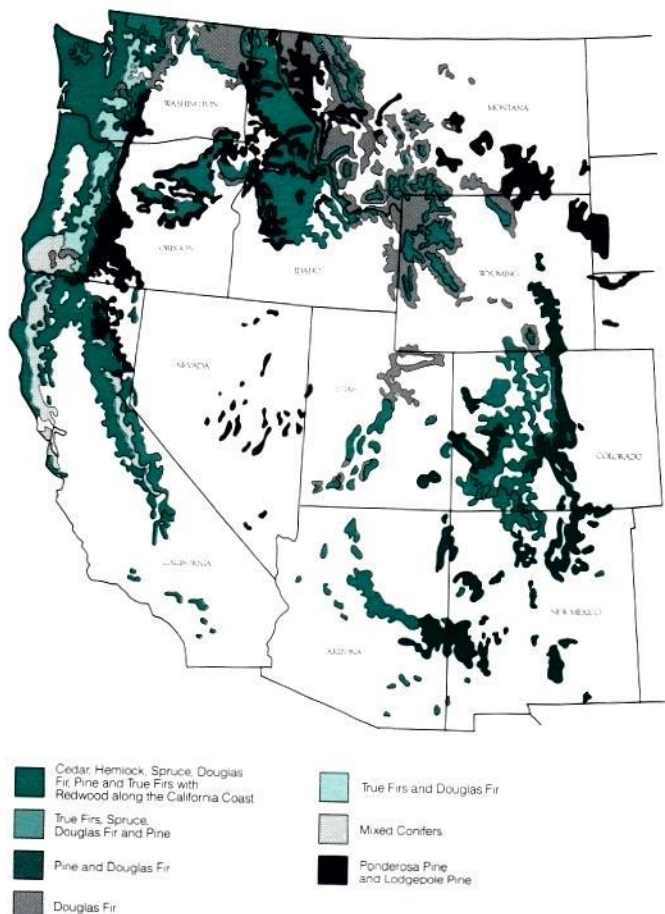 WASHINGTON
MONTANA
OREGON
IDAHO
WYOMING
NEVADA
UTAH
COLORADO
CALIFORNIA
ARIZONA
NEW MEXICO
Cedar, Hemlock, Spruce, Douglas
Fir, Pine and True Firs with
Redwood along the California Coast
True Firs, Spruce,
Douglas Fir and Pine
Pine and Douglas Fir
Douglas Fir
True Firs and Douglas Fir
Mixed Conifers
Ponderosa Pine
and Lodgepole Pine